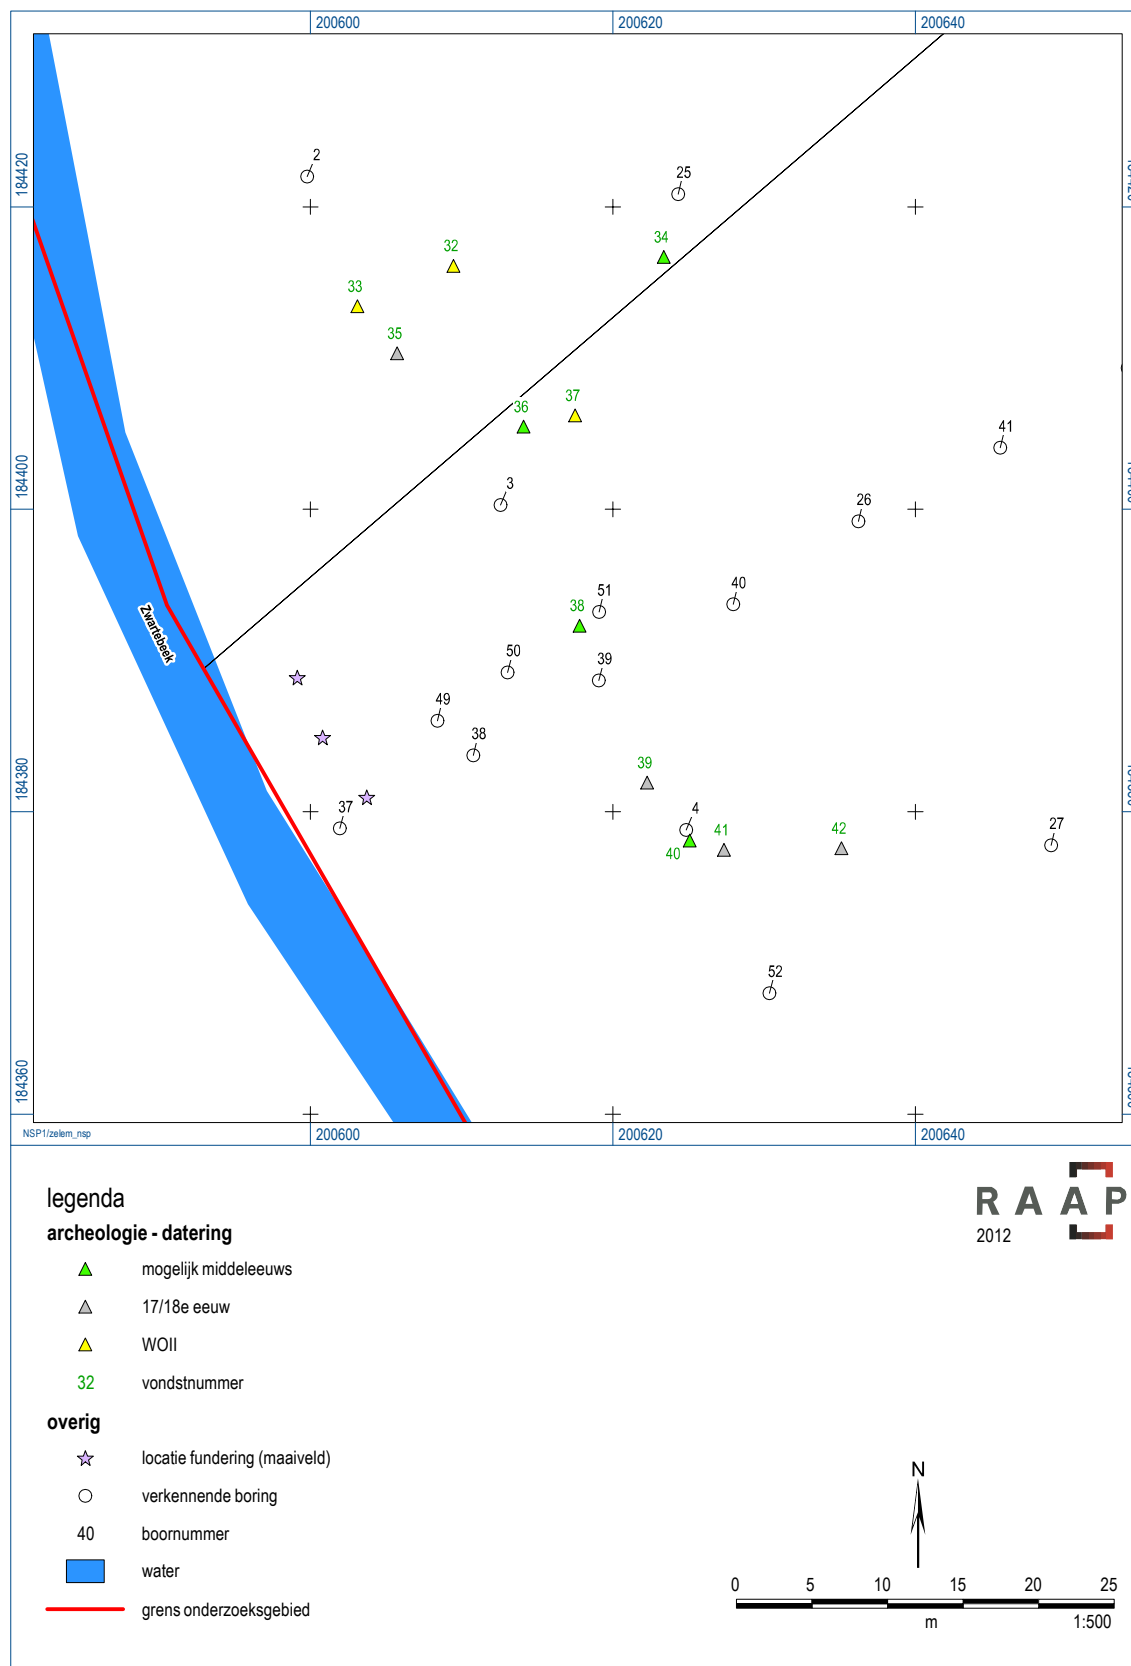 200600 200620 200640
184420
2
25
34
32
33
35
37
36
41
184400
3
26
40
51
38
Zwartebeek
50
39
49
38
184380
39
37
4
41
42
27
40
52
184360
NSP1/zelem_nsp
200600 200620 200640
legenda
archeologie - datering
mogelijk middeleeuws
17/18e eeuw
WOII
32 vondstnummer
overig
locatie fundering (maaiveld)
verkennende boring
40 boornummer
water
grens onderzoeksgebied
RAAP
2012
N
0 5 10 15 20 25
m 1:500